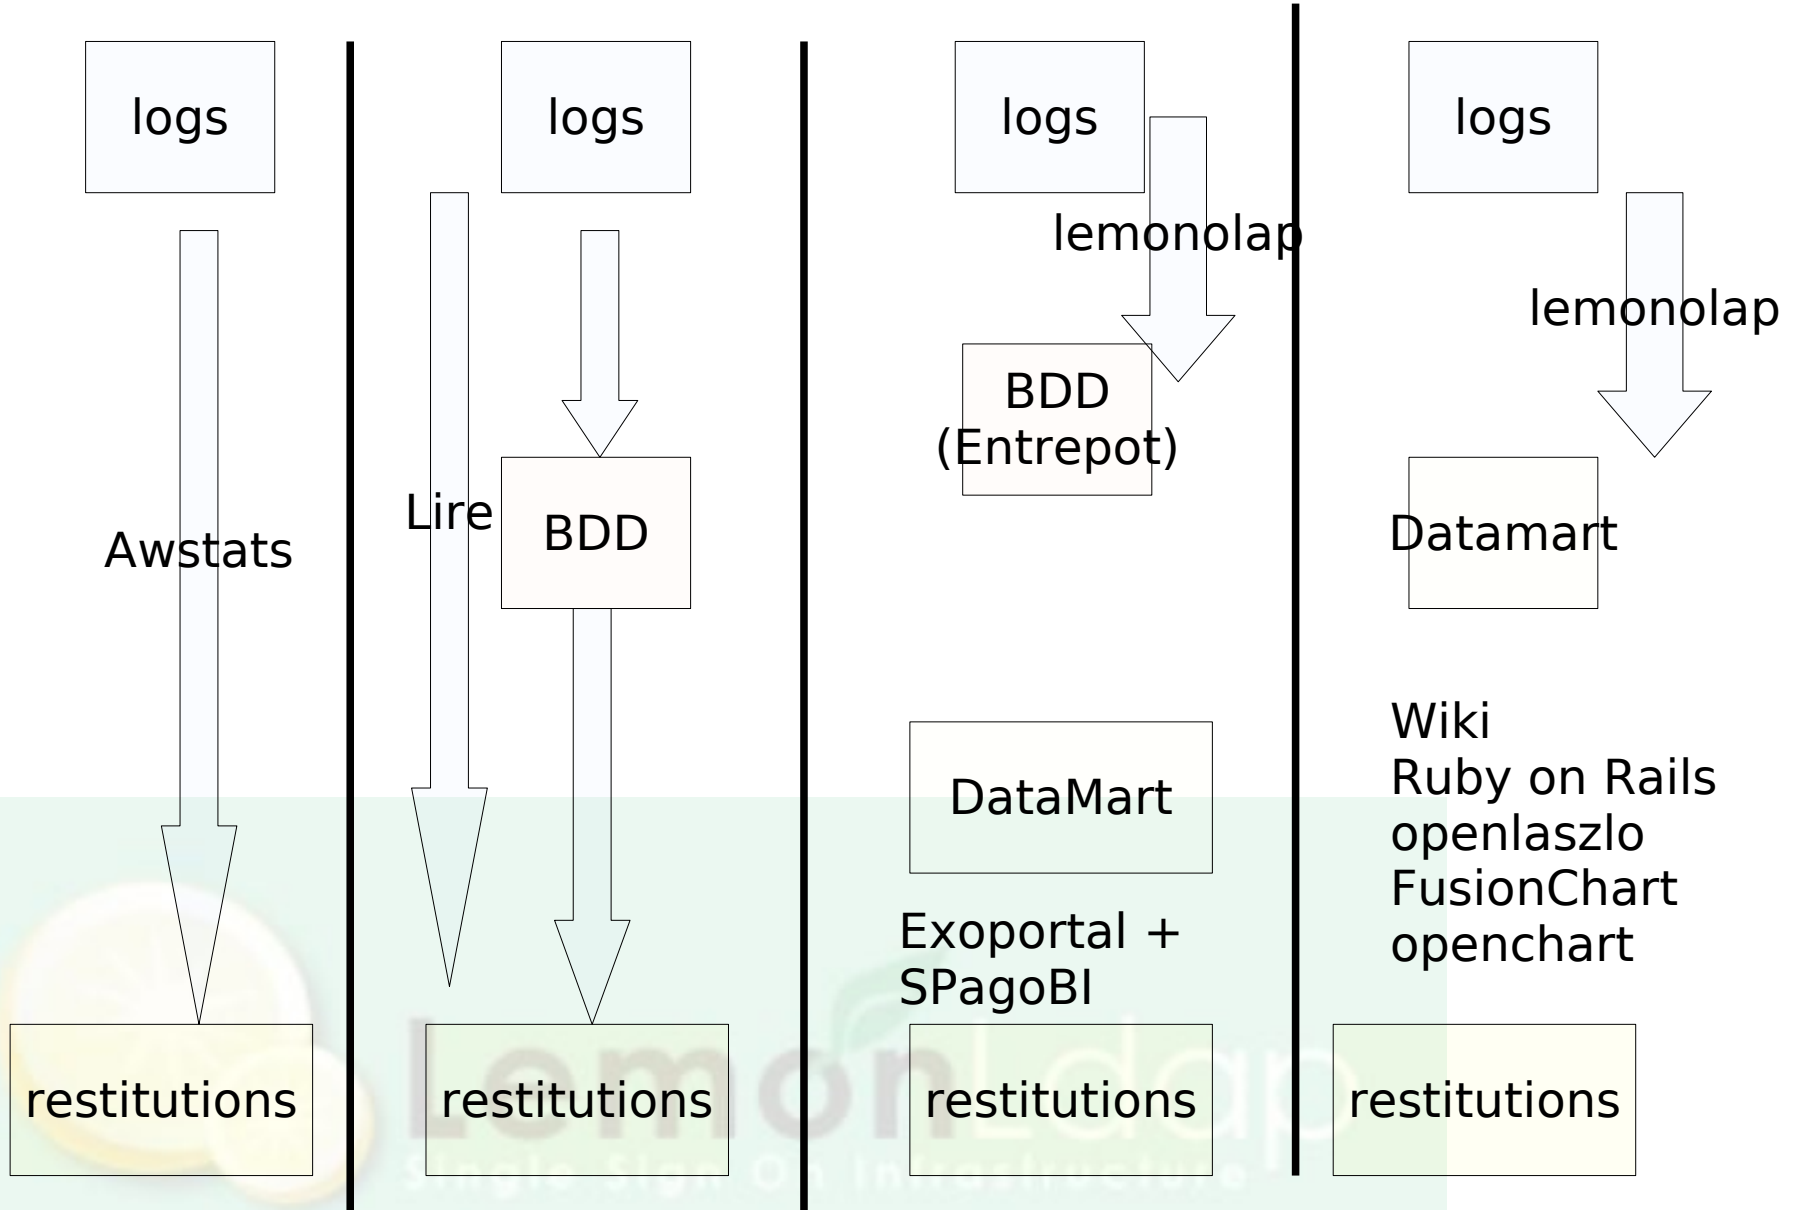 logs
Awstats
restitutions
logs
Lire
BDD
restitutions
logs
lemonolap
BDD
(Entrepot)
DataMart
Exoportal +
SPagoBI
restitutions
logs
lemonolap
Datamart
Wiki
Ruby on Rails
openlaszlo
FusionChart
openchart
restitutions
LemonLdap
Single Sign On Infrastructure